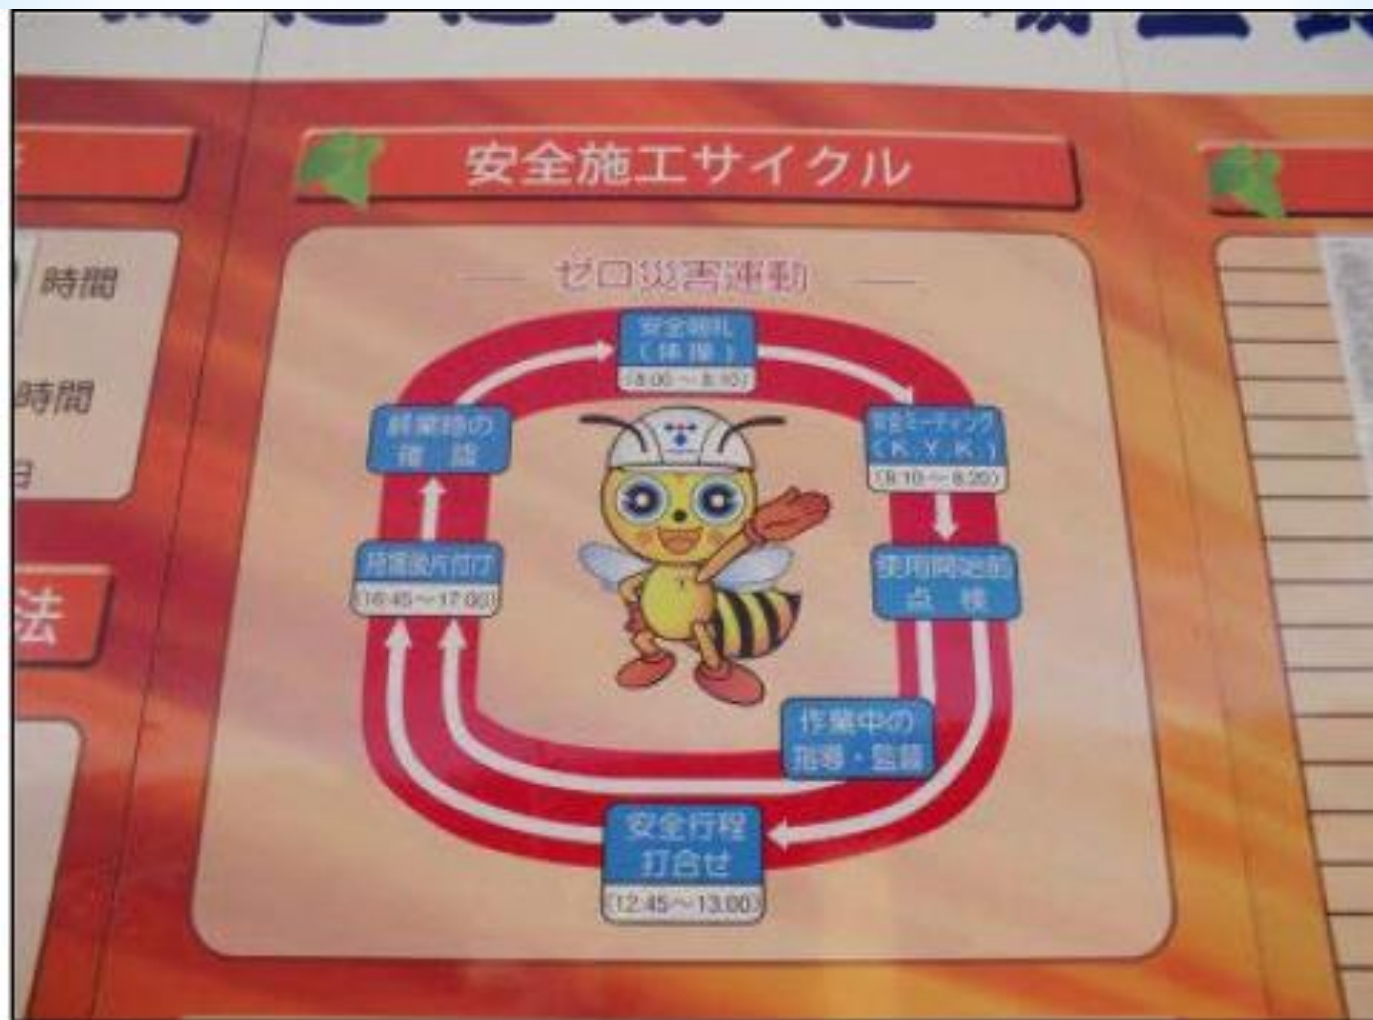 安全施工サイクル
ゼロ災害運動
安全朝礼
(体操)
(8:00～8:10)
安全ミーティング
(KYK)
(8:10～8:20)
使用開始前
点検
作業中の
指導・監督
安全行程
打合せ
(12:45～13:00)
持場後片付け
(16:45～17:00)
終業時の
確認
時間
時間
日
法